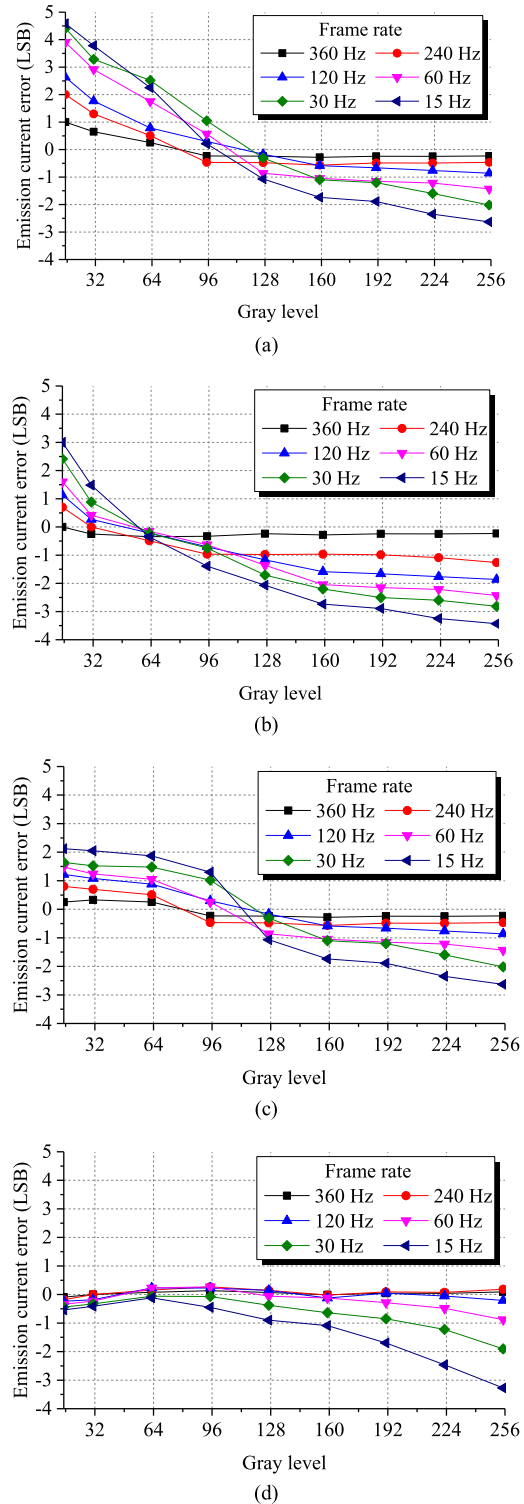 Frame rate
360 Hz 240 Hz
120 Hz 60 Hz
30 Hz 15 Hz
Emission current error (LSB)
5
4
3
2
1
0
-1
-2
-3
-4
32 64 96 128 160 192 224 256
Gray level
(a)
Frame rate
360 Hz 240 Hz
120 Hz 60 Hz
30 Hz 15 Hz
Emission current error (LSB)
5
4
3
2
1
0
-1
-2
-3
-4
32 64 96 128 160 192 224 256
Gray level
(b)
Frame rate
360 Hz 240 Hz
120 Hz 60 Hz
30 Hz 15 Hz
Emission current error (LSB)
5
4
3
2
1
0
-1
-2
-3
-4
32 64 96 128 160 192 224 256
Gray level
(c)
Frame rate
360 Hz 240 Hz
120 Hz 60 Hz
30 Hz 15 Hz
Emission current error (LSB)
5
4
3
2
1
0
-1
-2
-3
-4
32 64 96 128 160 192 224 256
Gray level
(d)